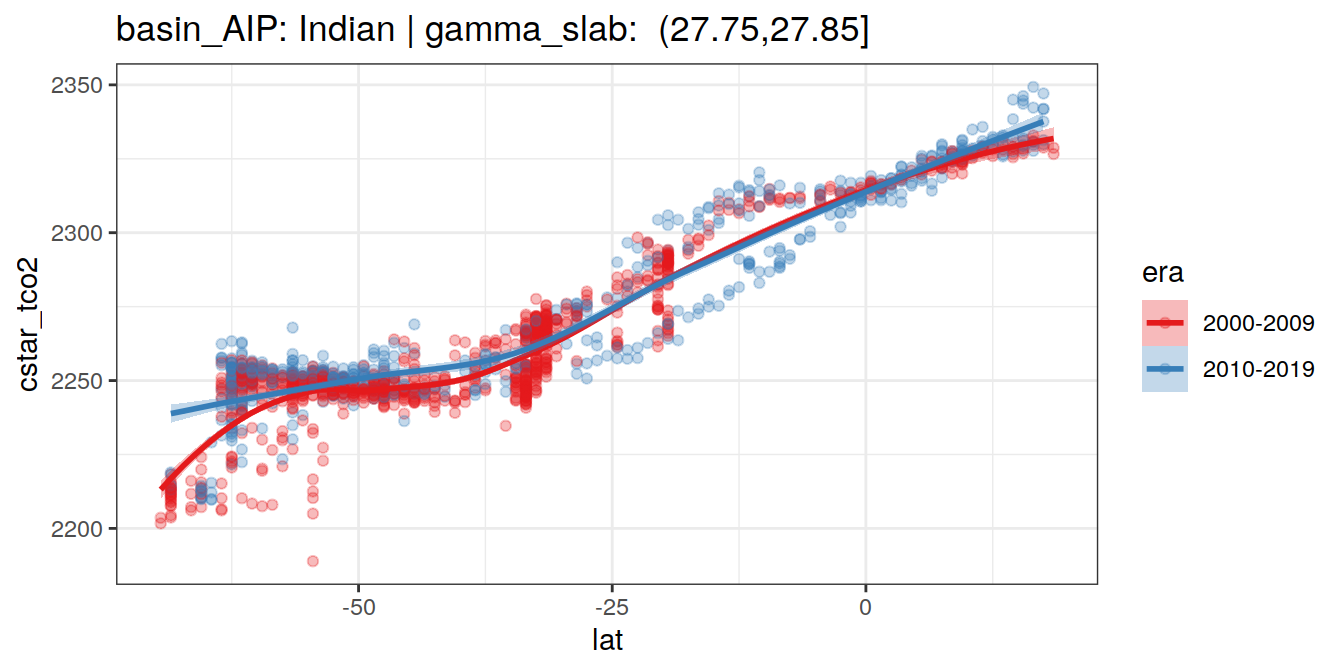 basin_AIP: Indian | gamma_slab:  (27.75,27.85]
2350
2300
2250
2200
cstar_tco2
-50
-25
0
lat
era
2000-2009
2010-2019